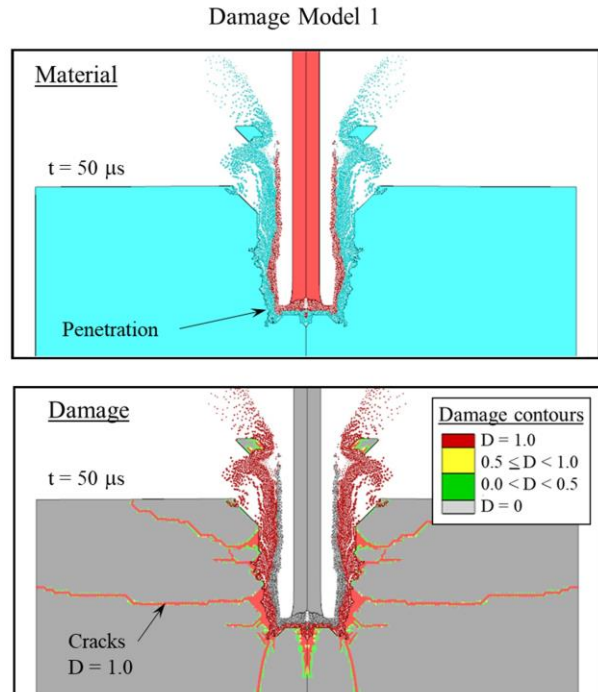 Damage Model 1
Material
t = 50 μs
Penetration
Damage
t = 50 μs
Damage contours
D = 1.0
0.5 ≤ D < 1.0
0.0 < D < 0.5
D = 0
Cracks
D = 1.0